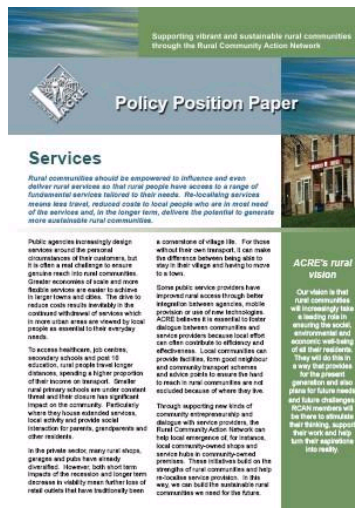 Supporting vibrant and sustainable rural communities
through the Rural Community Action Network
ACRE
Policy Position Paper
Services
Rural communities should be empowered to influence and even
deliver rural services so that rural people have access to a range of
fundamental services tailored to their needs. Re-localising services
means less travel, reduced costs to local people who are in most need
of the services and, in the longer term, delivers the potential to generate
more sustainable rural communities.
Public agencies increasingly design
services around the personal
circumstances of their customers, but
it is often a real challenge to ensure
genuine reach into rural communities.
Greater economies of scale and more
flexible services are easier to achieve
in larger towns and cities. The drive to
reduce costs results inevitably in the
continued withdrawal of services which
in more urban areas are viewed by local
people as essential to their everyday
needs.
To access healthcare, job centres,
secondary schools and post 16
education, rural people travel longer
distances, spending a higher proportion
of their income on transport. Smaller
rural primary schools are under constant
threat and their closure has significant
impact on the community. Particularly
where they house extended services,
local activity and provide social
interaction for parents, grandparents and
other residents.
In the private sector, many rural shops,
garages and pubs have already
diversified. However, both short term
impacts of the recession and longer term
decrease in viability mean further loss of
retail outlets that have traditionally been
a cornerstone of village life. For those
without their own transport, it can make
the difference between being able to
stay in their village and having to move
to a town.
Some public service providers have
improved rural access through better
integration between agencies, mobile
provision or use of new technologies.
ACRE believes it is essential to foster
dialogue between communities and
service providers because local effort
can often contribute to efficiency and
effectiveness. Local communities can
provide facilities, form good neighbour
and community transport schemes
and advice points to ensure the hard
to reach in rural communities are not
excluded because of where they live.
Through supporting new kinds of
community entrepreneurship and
dialogue with service providers, the
Rural Community Action Network can
help local emergence of, for instance,
local community-owned shops and
service hubs in community-owned
premises. These initiatives build on the
strengths of rural communities and help
re-localise service provision. In this
way, we can build the sustainable rural
communities we need for the future.
ACRE's rural
vision
Our vision is that
rural communities
will increasingly take
a leading role in
ensuring the social,
environmental and
economic well-being
of all their residents.
They will do this in
a way that provides
for the present
generation and also
plans for future needs
and future challenges.
RCAN members will
be there to stimulate
their thinking, support
their work and help
turn their aspirations
into reality.